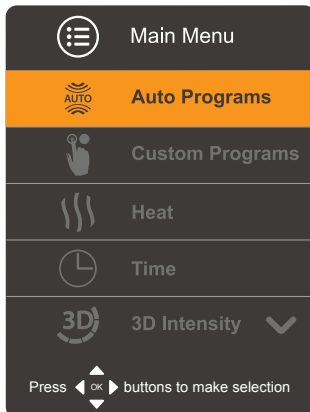 Main Menu
AUTO
Auto Programs
Custom Programs
Heat
Time
3D
3D Intensity
Press OK buttons to make selection